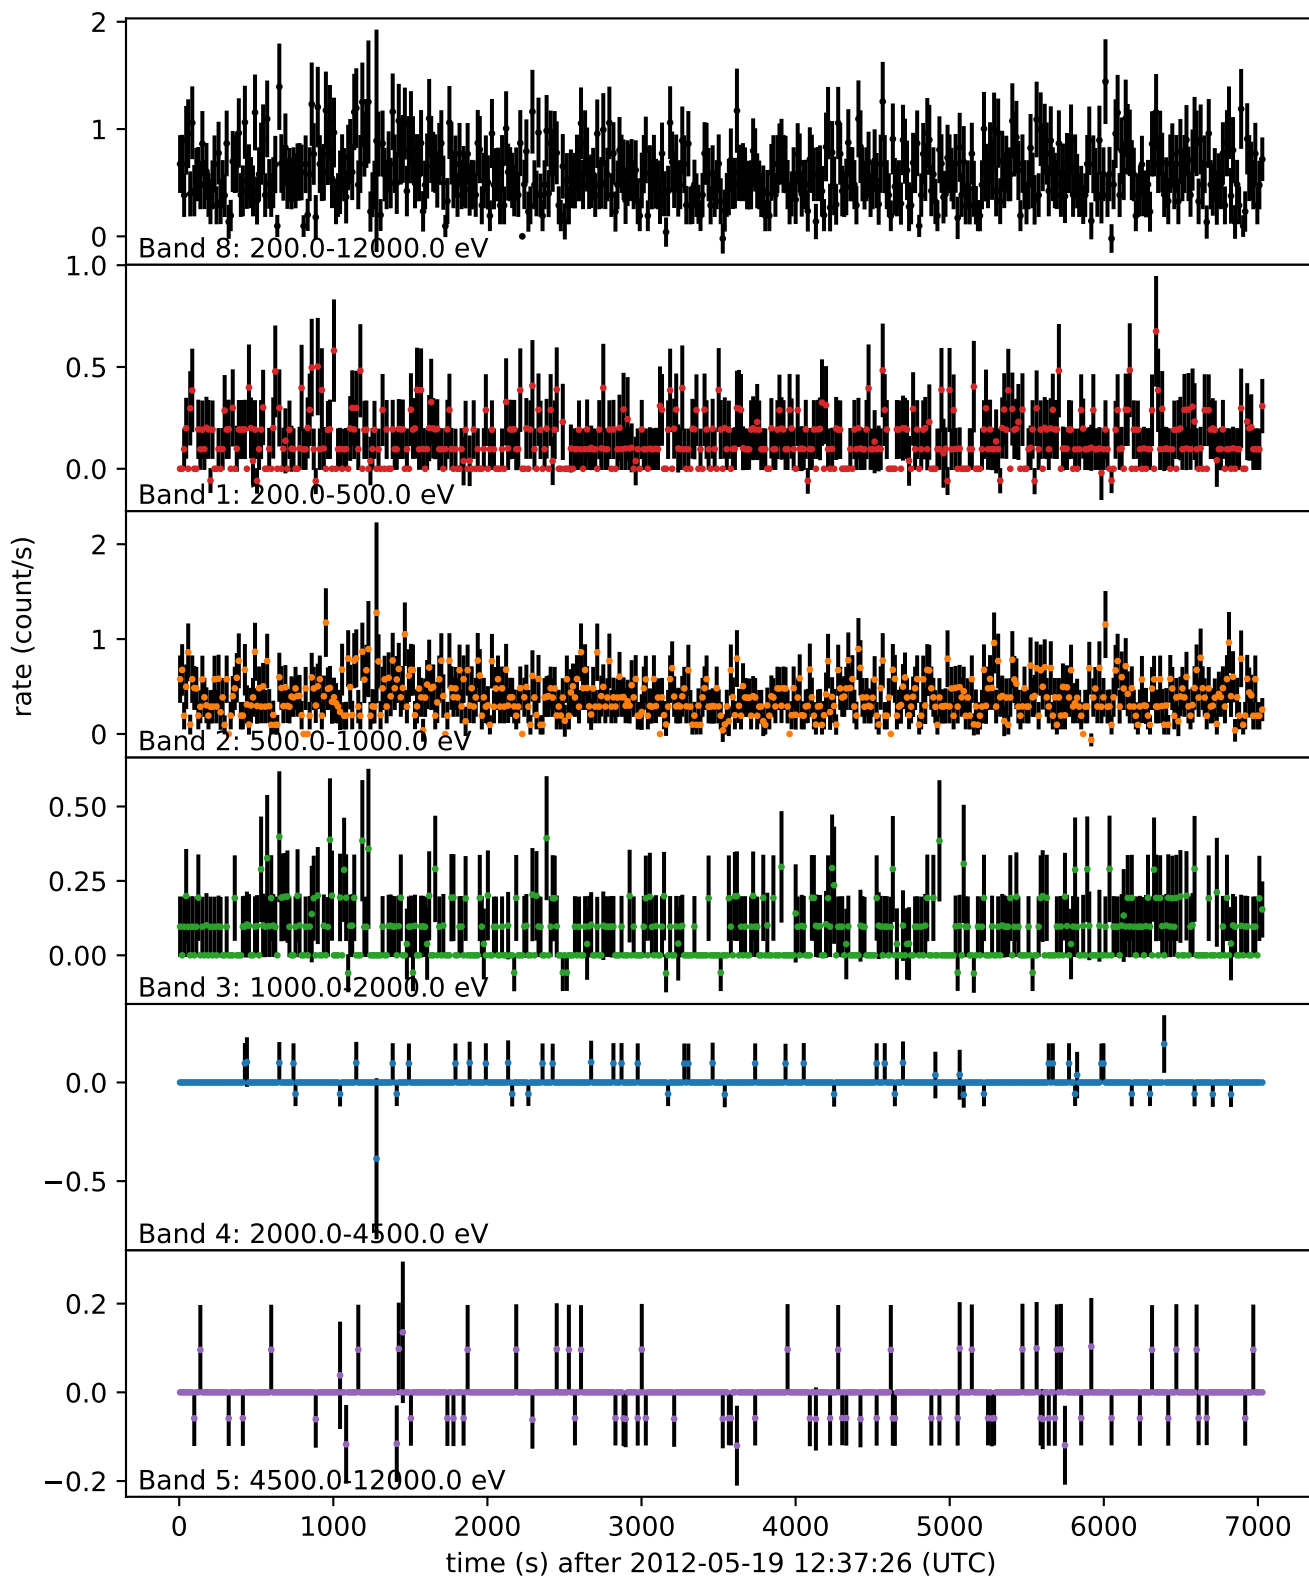 2
1
0
Band 8: 200.0-12000.0 eV
1.0
0.5
0.0
Band 1: 200.0-500.0 eV
2
1
0
Band 2: 500.0-1000.0 eV
rate (count/s)
0.50
0.25
0.00
Band 3: 1000.0-2000.0 eV
0.0
−0.5
Band 4: 2000.0-4500.0 eV
0.2
0.0
−0.2
Band 5: 4500.0-12000.0 eV
0 1000 2000 3000 4000 5000 6000 7000
time (s) after 2012-05-19 12:37:26 (UTC)